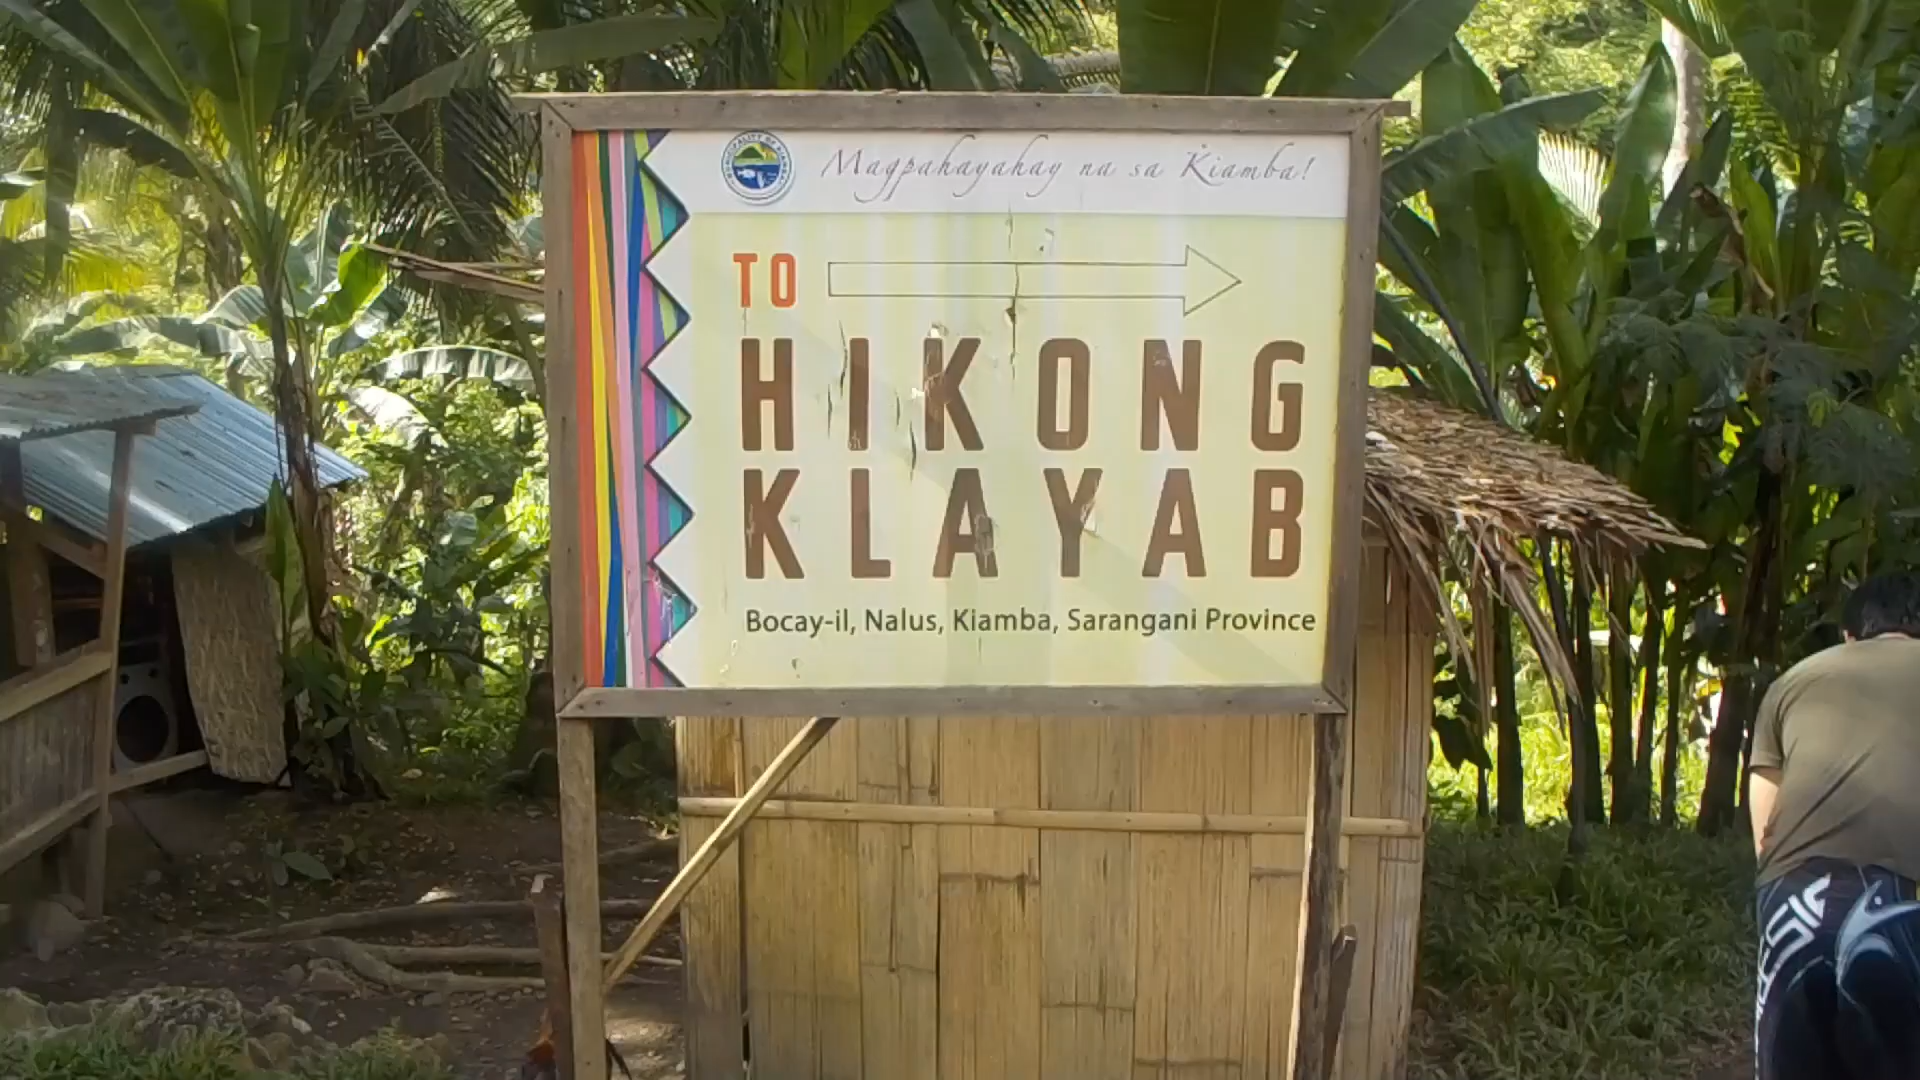 Magpahayahay na sa Kiamba!
TO
HIKONG
KLAYAB
Bocay-il, Nalus, Kiamba, Sarangani Province